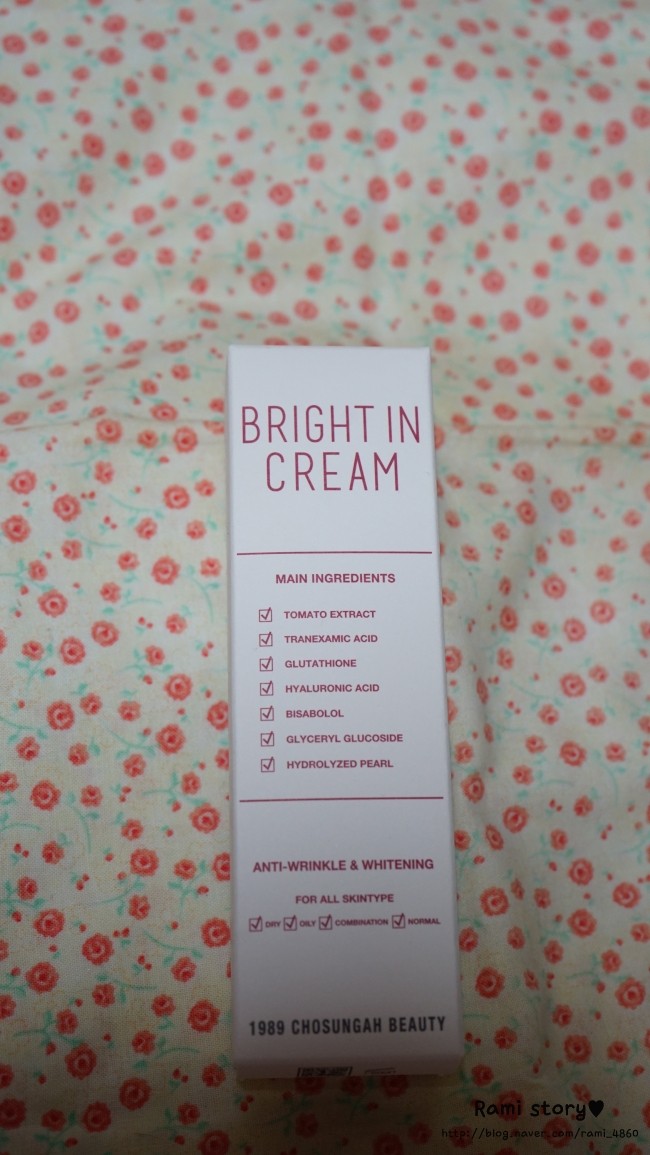 BRIGHT IN
CREAM
MAIN INGREDIENTS
TOMATO EXTRACT
TRANEXAMIC ACID
GLUTATHIONE
HYALURONIC ACID
BISABOLOL
GLYCERYL GLUCOSIDE
HYDROLYZED PEARL
ANTI-WRINKLE & WHITENING
FOR ALL SKINTYPE
DRY OILY COMBINATION NORMAL
1989 CHOSUNGAH BEAUTY
Rami story♥
http://blog.naver.com/rami_4860